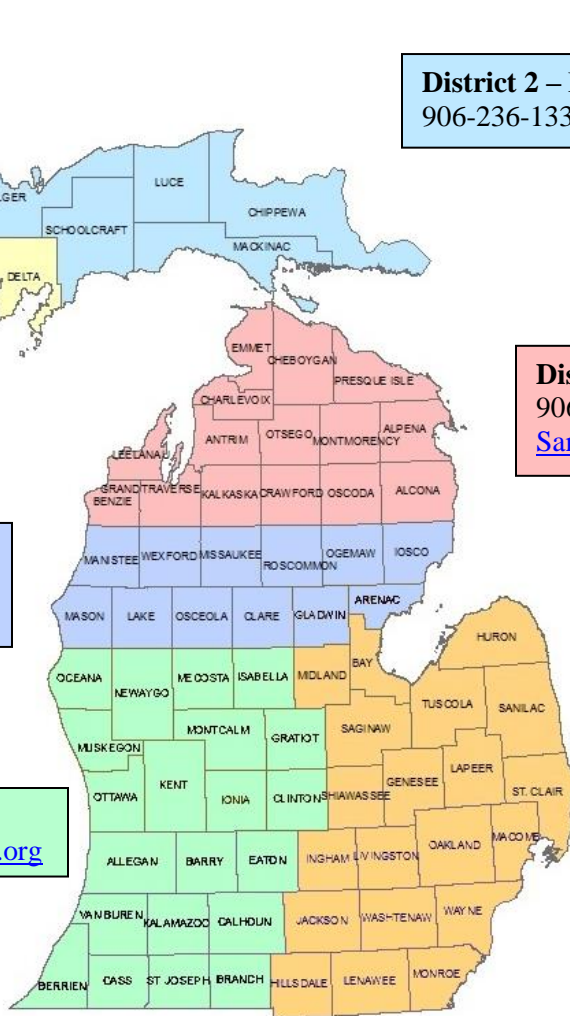 District 2 –
906-236-133
LUCE
LGER
CHIPPEWA
SCHOOLCRAFT
MACKINAC
DELTA
EMMET
CHEBOYGAN
Dis
906
San
PRESQUE ISLE
CHARLEVOIX
ANTRIM
OTSEGO
MONTMORENCY
ALPENA
LEELANAU
GRAND TRAVERSE
BENZIE
KALKASKA
CRAWFORD
OSCODA
ALCONA
MANISTEE
WEXFORD
MISSAUKEE
ROSCOMMON
OGEMAW
IOSCO
MASON
LAKE
OSCEOLA
CLARE
GLADWIN
ARENAC
HURON
OCEANA
NEWAYGO
MECOSTA
ISABELLA
MIDLAND
BAY
TUSCOLA
SANILAC
MUSKEGON
MONTCALM
GRATIOT
SAGINAW
OTTAWA
KENT
IONIA
CLINTON
SHIAWASSEE
GENESEE
LAPEER
ST. CLAIR
.org
ALLEGAN
BARRY
EATON
INGHAM
LIVINGSTON
OAKLAND
MACOMB
VAN BUREN
KALAMAZOO
CALHOUN
JACKSON
WASHTENAW
WAYNE
BERRIEN
CASS
ST JOSEPH
BRANCH
HILLSDALE
LENAWEE
MONROE